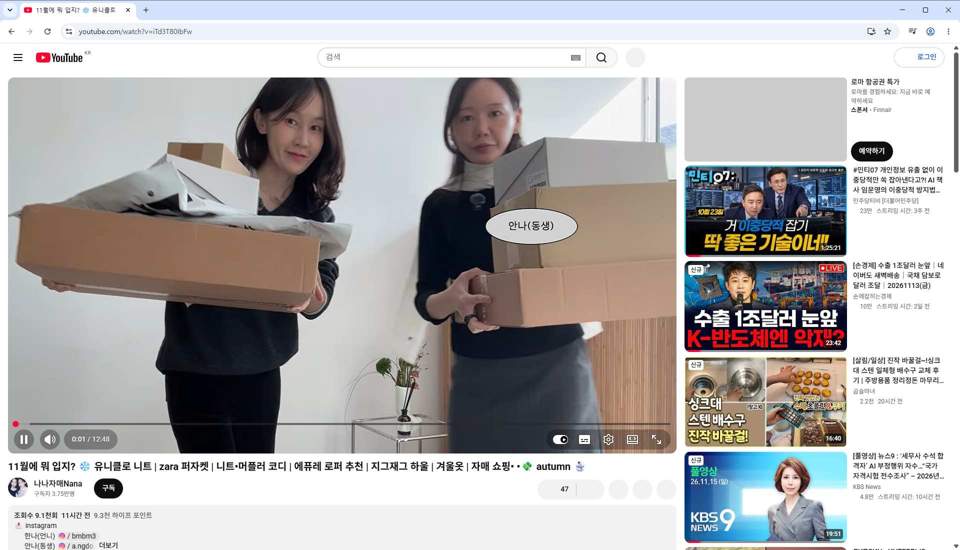 11월에 뭐 입지? ❄️ 유니클로
youtube.com/watch?v=iTd3T80IbFw
YouTube KR
검색
로그인
안나(동생)
0:01 / 12:48
11월에 뭐 입지? ❄️ 유니클로 니트 | zara 퍼자켓 | 니트•머플러 코디 | 에퓨레 로퍼 추천 | 지그재그 하울 | 겨울옷 | 자매 쇼핑
autumn
나나자매Nana
구독자 3.75만명
구독
47
조회수 9.1천회 11시간 전 9.3천 하이프 포인트
instagram
한나(언니) / bmbm3
안나(동생) / a.ngdo 더보기
로마 항공권 특가
로마를 경험하세요: 지금 바로 예
약하세요
스폰서 · Finnair
예약하기
민티07:
10월 23일
거 이중당적 잡기
딱 좋은 기술이네!!
1:25:21
#민티07 개인정보 유출 없이 이
중당적만 쏙 잡아낸다고?! AI 책
사 임문영의 이중당적 방지법...
민주당티비 [더불어민주당]
23만 스트리밍 시간: 3주 전
신규
LIVE
수출 1조달러 눈앞
K-반도체엔 악재?
23:42
[손경제] 수출 1조달러 눈앞｜네
이버도 새벽배송｜국채 담보로
달러 조달｜20261113(금)
손에잡히는경제
10만 스트리밍 시간: 2일 전
신규
싱크대
스텐 배수구
진작 바꿀걸!
16:40
[살림/일상] 진작 바꿀걸~!싱크
대 스텐 일체형 배수구 교체 후
기 | 주방용품 정리정돈 마무리...
곰솔마녀
2.2만 20시간 전
신규
풀영상
26.11.15 (일)
KBS NEWS 9
19:51
[풀영상] 뉴스9 : ‘세무사 수석 합
격자’ AI 부정행위 자수…“국가
자격시험 전수조사” – 2026년...
KBS News
4.8만 스트리밍 시간: 10시간 전